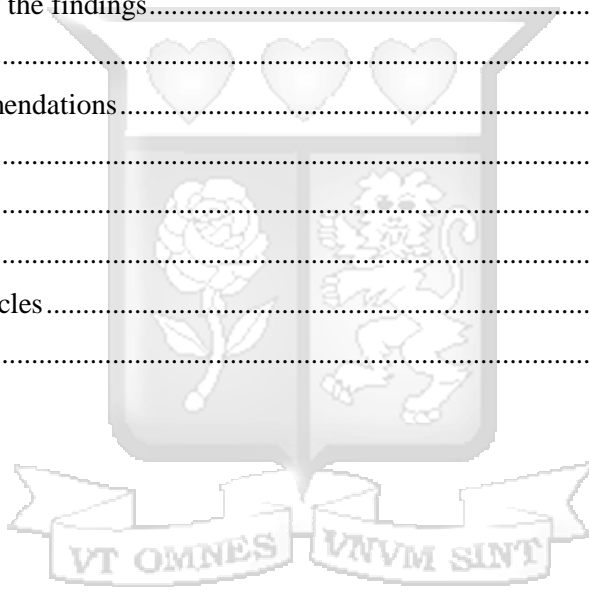 the findings..........................................................................
...............................................................................................
mendations..............................................................................
...............................................................................................
...............................................................................................
...............................................................................................
cles........................................................................................
...............................................................................................
VT OMNES VNVM SINT